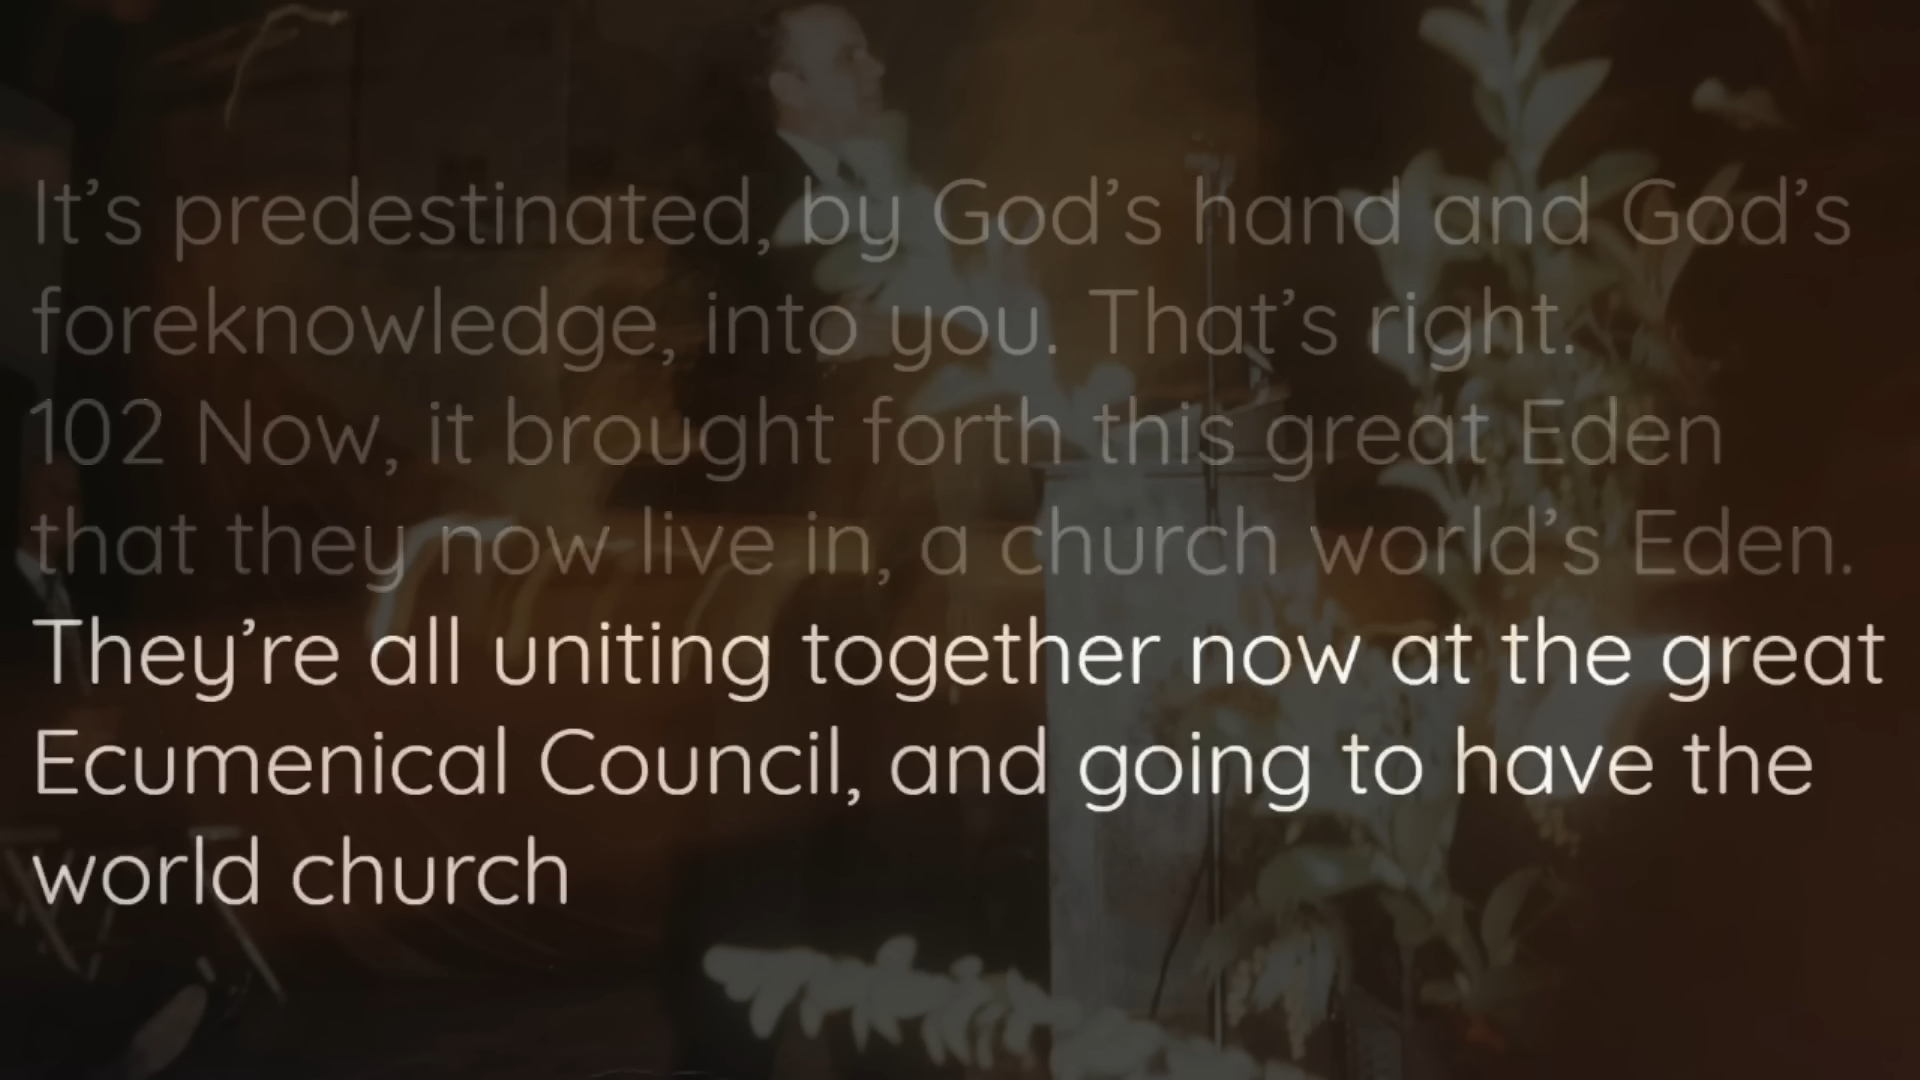 It’s predestinated, by God’s hand and God’s
foreknowledge, into you. That’s right.
102 Now, it brought forth this great Eden
that they now live in, a church world’s Eden.
They’re all uniting together now at the great
Ecumenical Council, and going to have the
world church